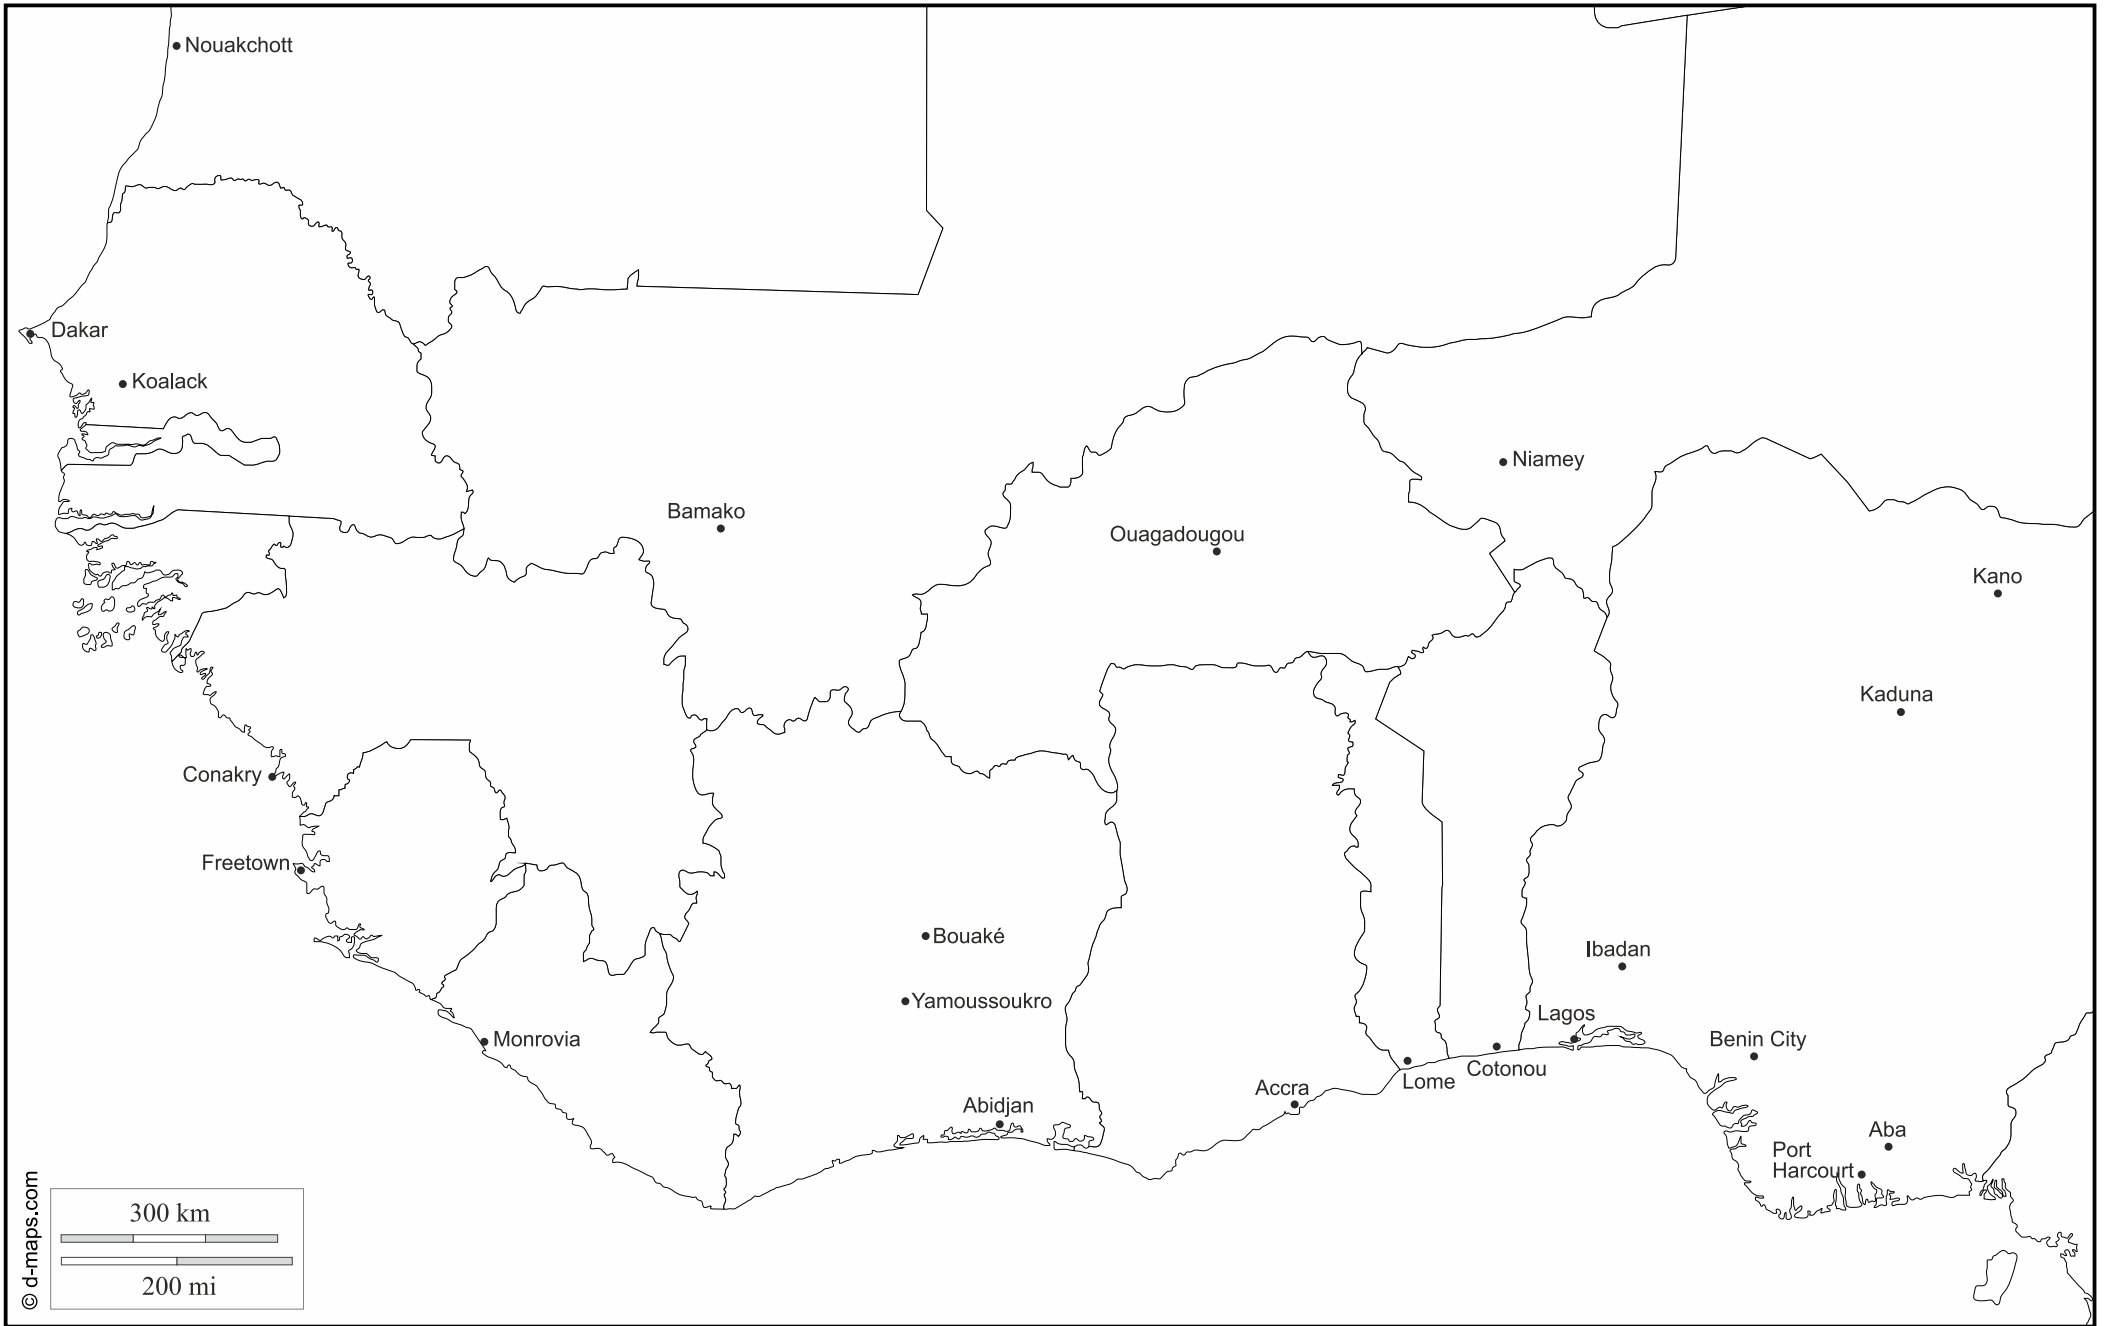 Nouakchott
Dakar
Koalack
Niamey
Bamako
Ouagadougou
Kano
Kaduna
Conakry
Freetown
Bouaké
Ibadan
Yamoussoukro
Lagos
Monrovia
Benin City
Cotonou
Lome
Accra
Abidjan
Aba
Port
Harcourt
300 km
200 mi
© d-maps.com